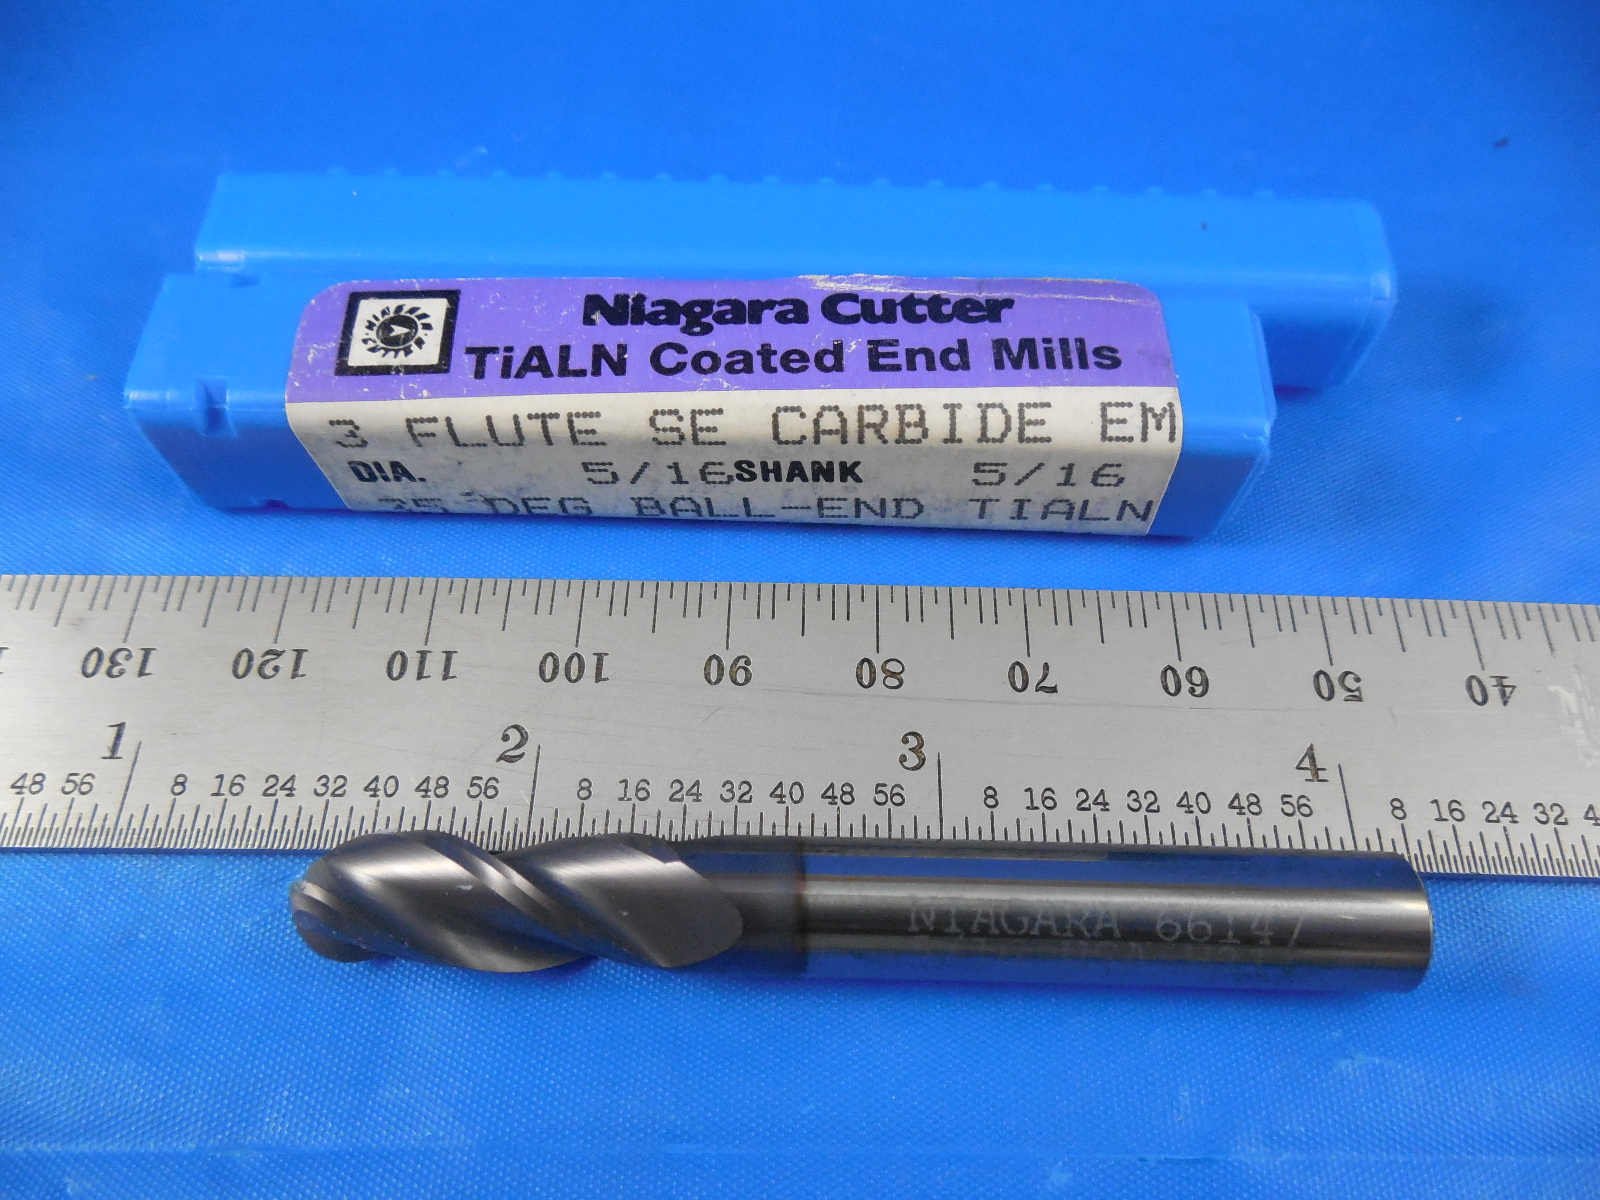 Niagara Cutter
TiALN Coated End Mills
3 FLUTE SE CARBIDE EM
DIA. 5/16 SHANK 5/16
35 DEG BALL-END TIALN
130 120 110 100 90 80 70 60 50 40
1 2 3 4
48 56 8 16 24 32 40 48 56 8 16 24 32 40 48 56 8 16 24 32 40 48 56 8 16 24 32
NIAGARA 66147